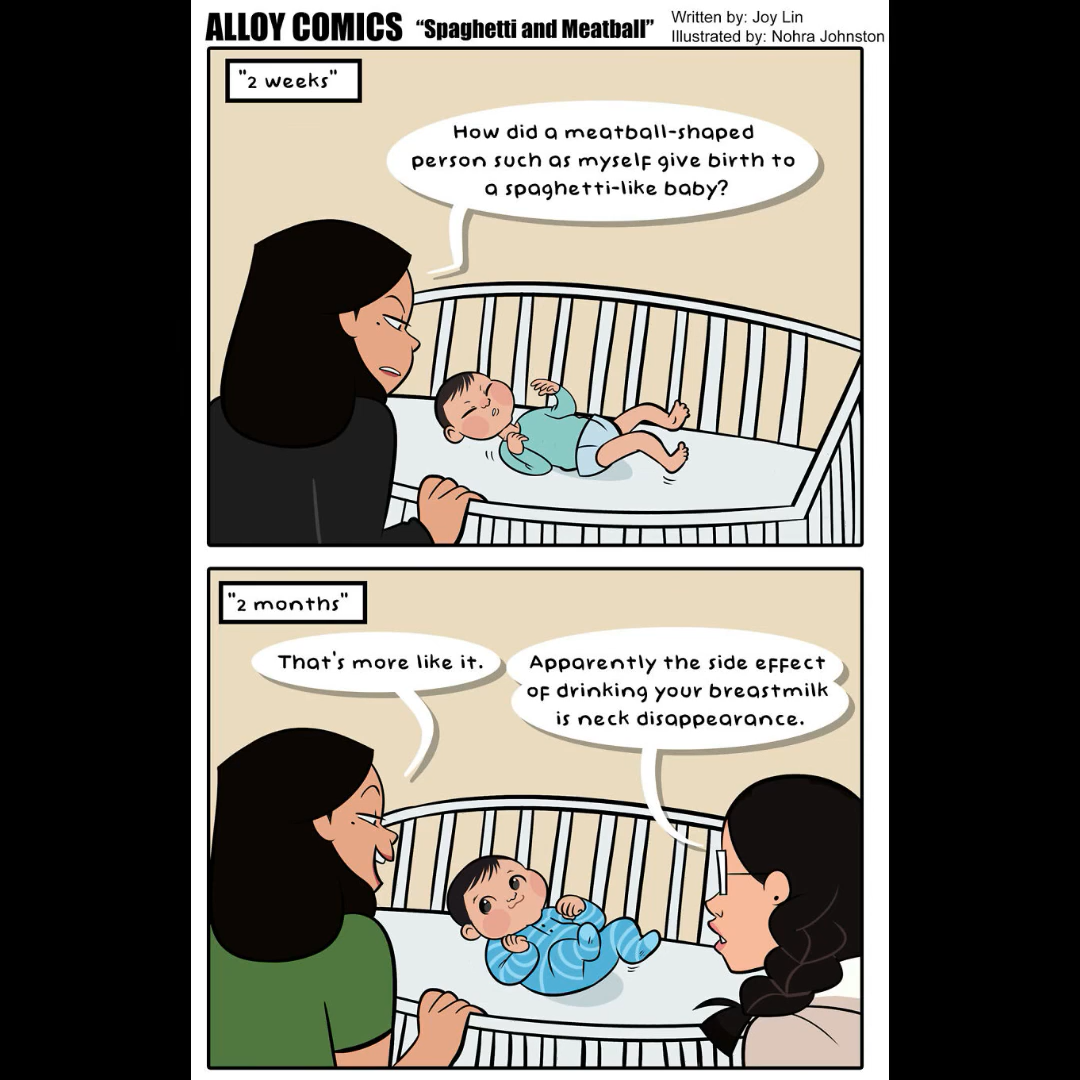 ALLOY COMICS "Spaghetti and Meatball"
Written by: Joy Lin
Illustrated by: Nohra Johnston
"2 weeks"
How did a meatball-shaped
person such as myself give birth to
a spaghetti-like baby?
"2 months"
That's more like it.
Apparently the side effect
of drinking your breastmilk
is neck disappearance.